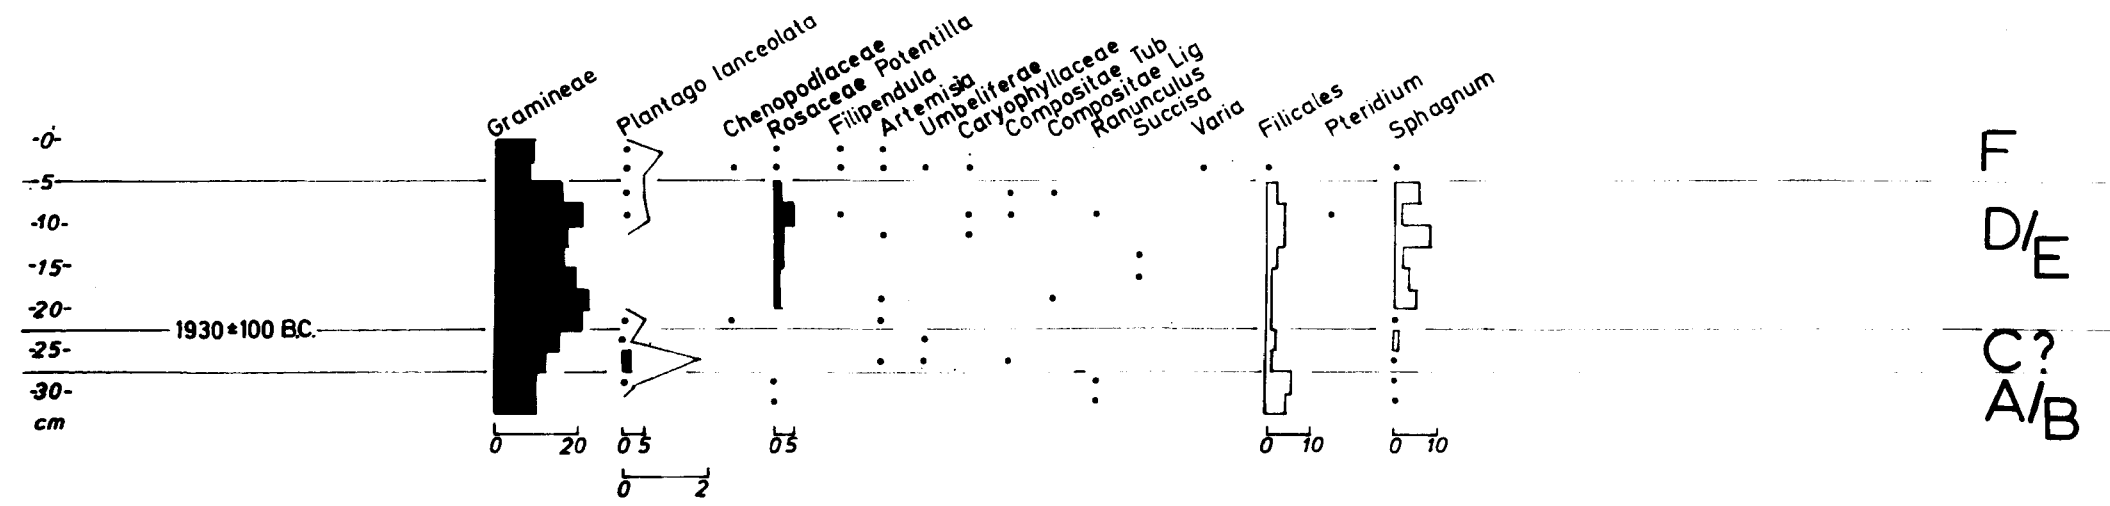 Gramineae
Plantago lanceolata
Chenopodiaceae
Rosaceae Potentilla
Filipendula
Artemisia
Umbeliferae
Caryophyllaceae
Compositae Tub
Compositae Lig
Ranunculus
Succisa
Varia
Filicales
Pteridium
Sphagnum
-0-
F
-5-
-10-
D/E
-15-
-20-
1930±100 B.C.
-25-
C?
-30-
A/B
cm
0 20 0 5 0 5 0 10 0 10
0 2